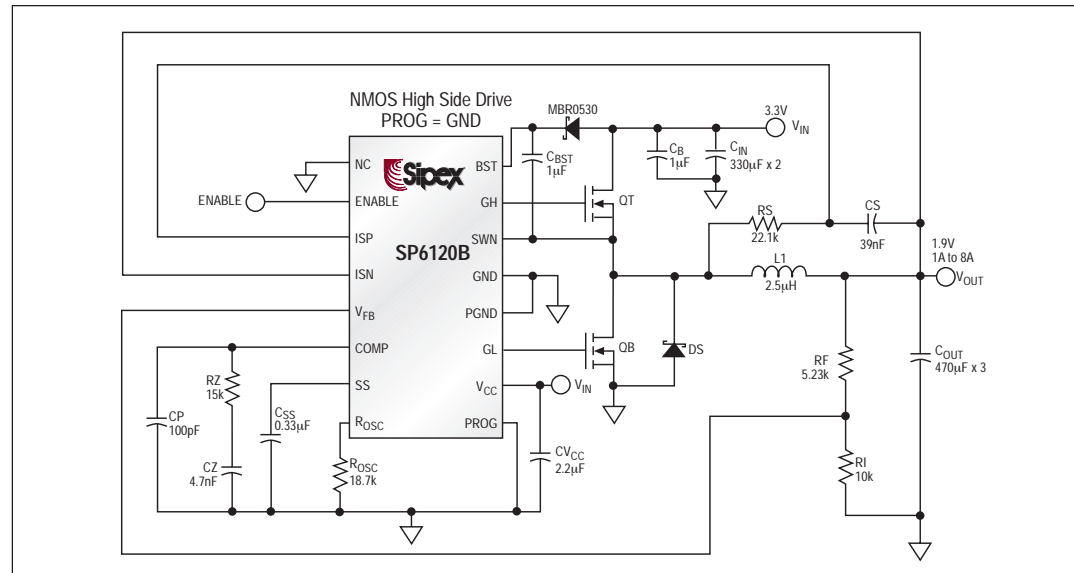 NMOS High Side Drive
PROG = GND
MBR0530
3.3V
VIN
CBST
1µF
CB
1µF
CIN
330µF x 2
NC
Sipex
BST
ENABLE
ENABLE
GH
QT
RS
22.1k
CS
39nF
ISP
SWN
SP6120B
ISN
GND
L1
2.5µH
1.9V
1A to 8A
VOUT
VFB
PGND
COMP
GL
QB
DS
RF
5.23k
COUT
470µF x 3
RZ
15k
SS
VCC
VIN
CP
100pF
CSS
0.33µF
ROSC
PROG
CZ
4.7nF
ROSC
18.7k
CVCC
2.2µF
RI
10k